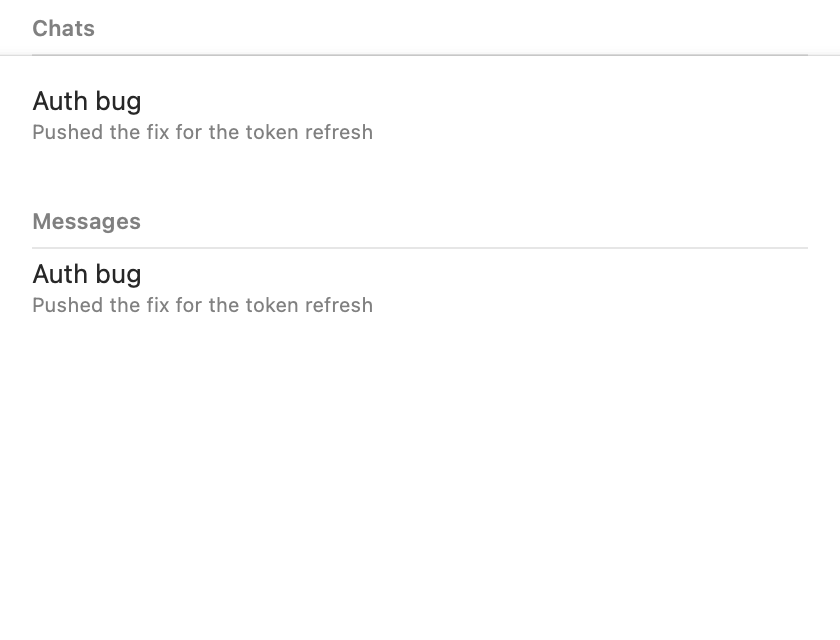 Chats
Auth bug
Pushed the fix for the token refresh
Messages
Auth bug
Pushed the fix for the token refresh